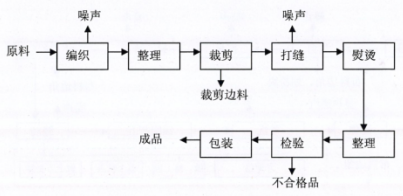 噪声 噪声
原料 编织 整理 裁剪 打缝 熨烫
裁剪边料
成品 包装 检验 整理
不合格品